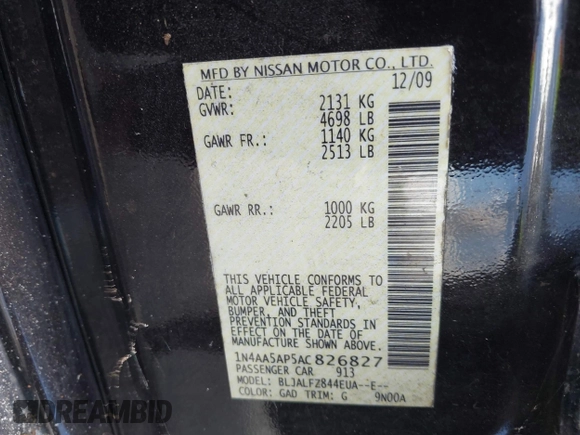 MFD BY NISSAN MOTOR CO., LTD.
DATE: 12/09
GVWR: 2131 KG
4698 LB
GAWR FR.: 1140 KG
2513 LB
GAWR RR.: 1000 KG
2205 LB
THIS VEHICLE CONFORMS TO
ALL APPLICABLE FEDERAL
MOTOR VEHICLE SAFETY,
BUMPER, AND THEFT
PREVENTION STANDARDS IN
EFFECT ON THE DATE OF
MANUFACTURE SHOWN ABOVE.
1N4AA5AP5AC826827
PASSENGER CAR 913
MODEL: BLJALFZ844EUA--E--
COLOR: GAD TRIM: G 9N00A
DREAMBID.COM